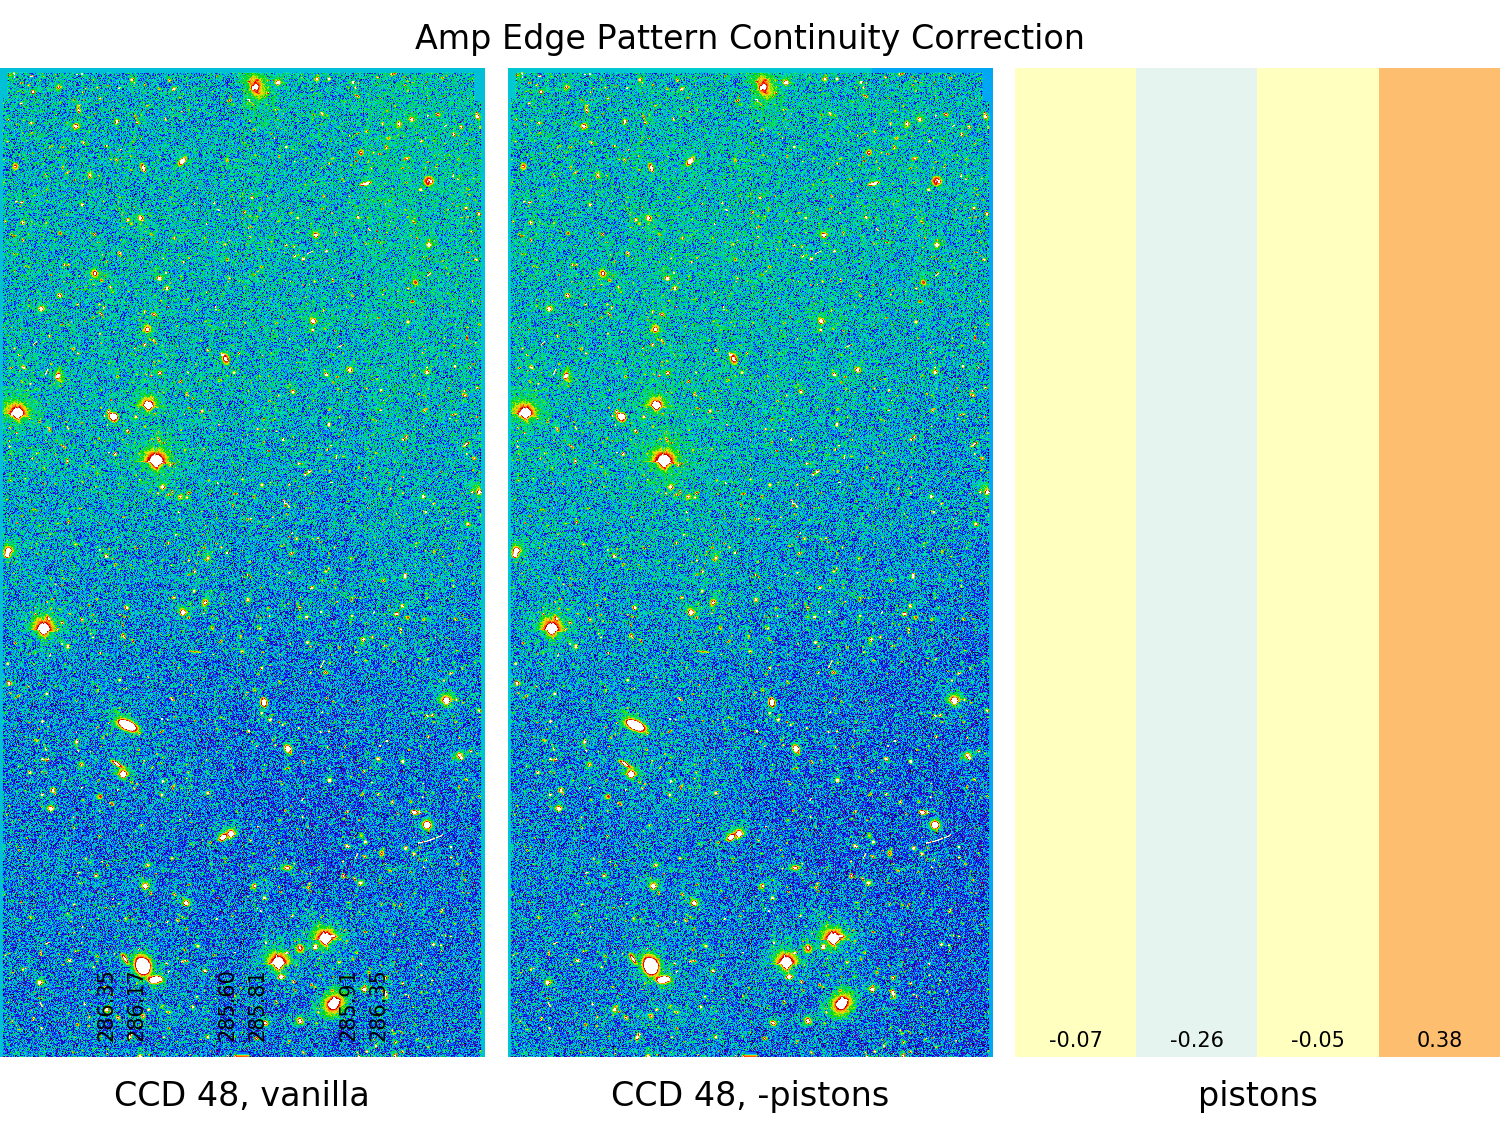 Amp Edge Pattern Continuity Correction
286.35
286.17
285.60
285.81
285.91
286.35
-0.07
-0.26
-0.05
0.38
CCD 48, vanilla
CCD 48, -pistons
pistons